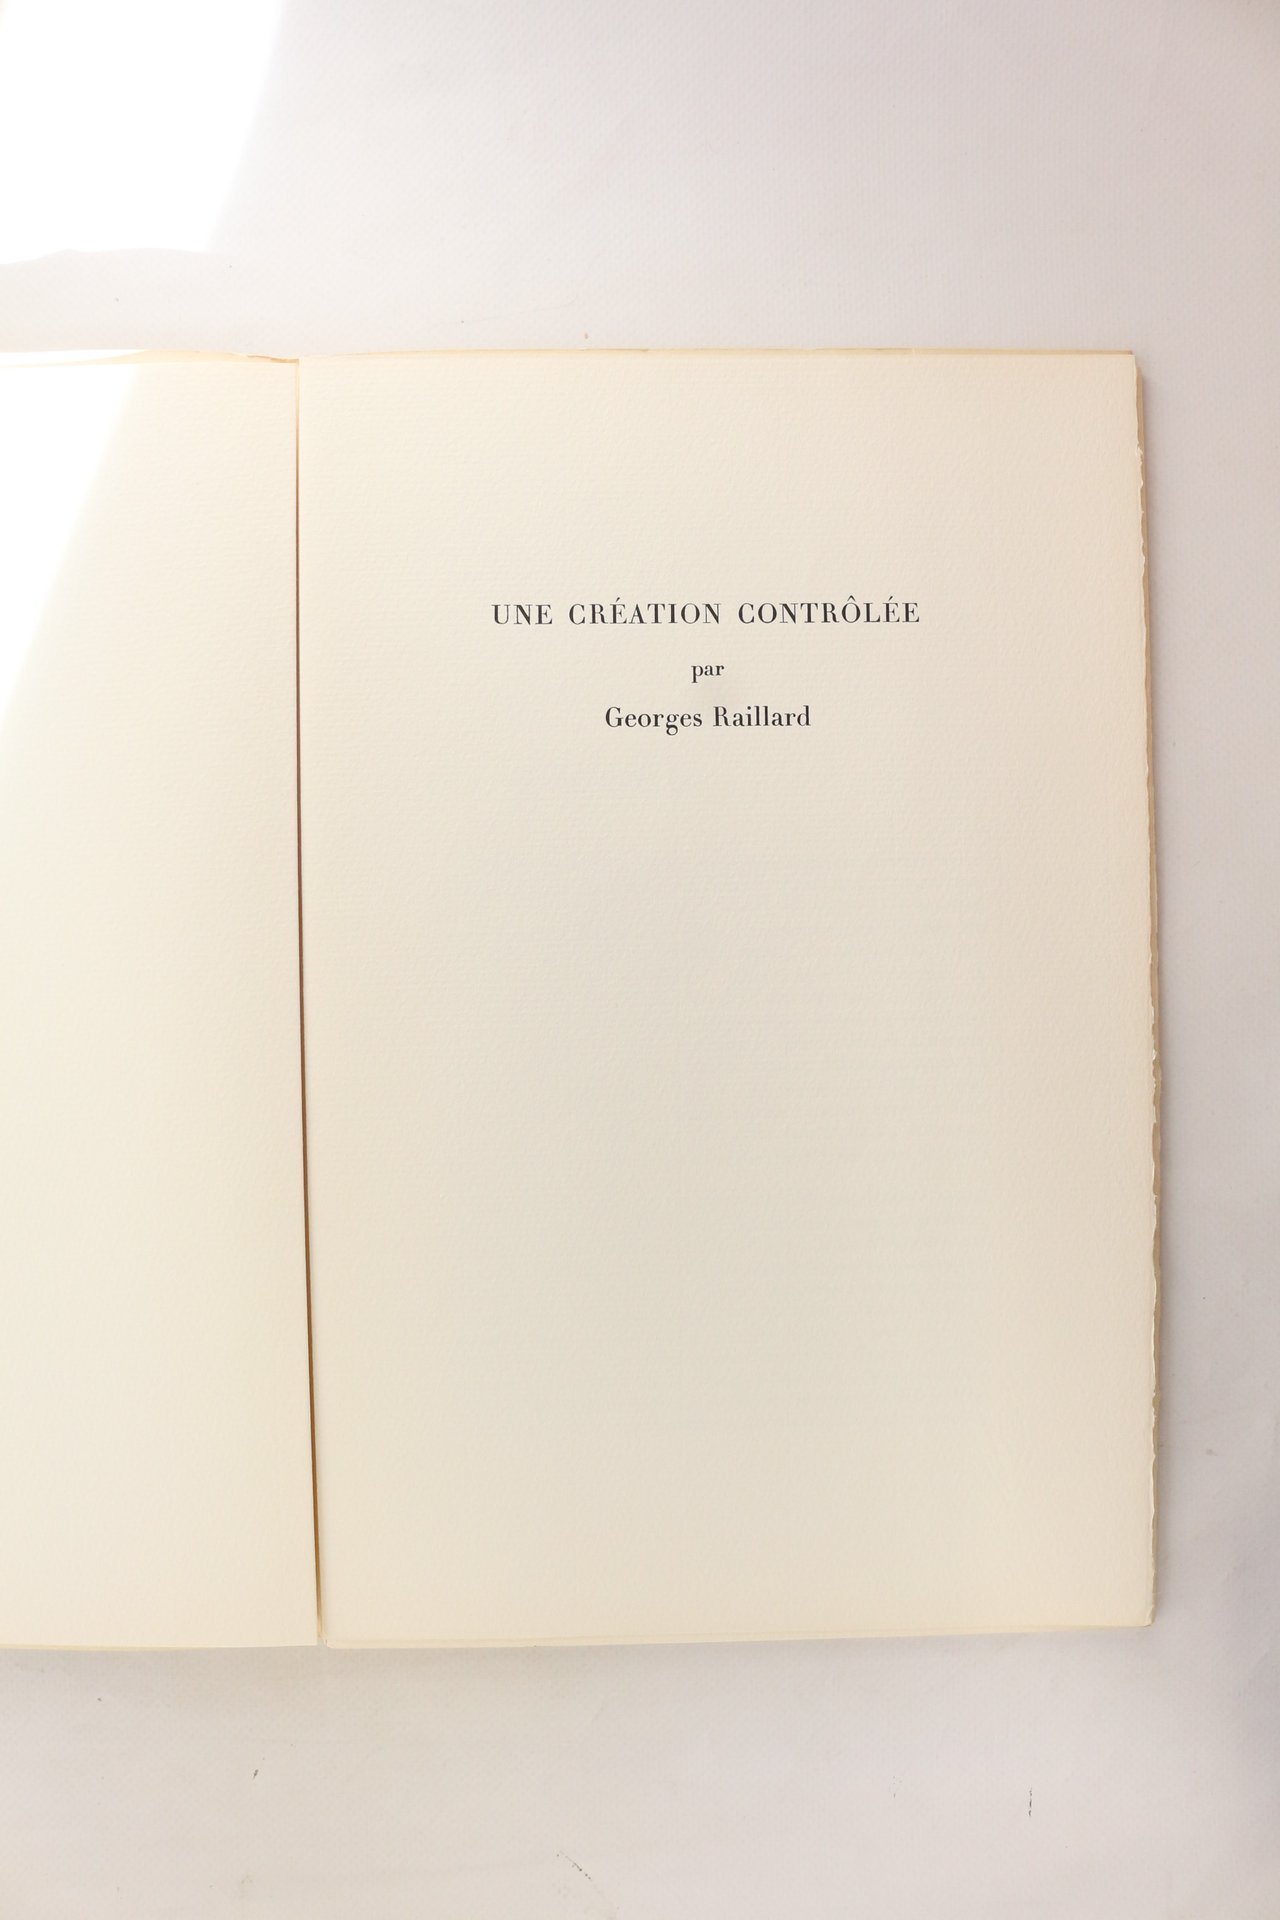 UNE CRÉATION CONTRÔLÉE
par
Georges Raillard